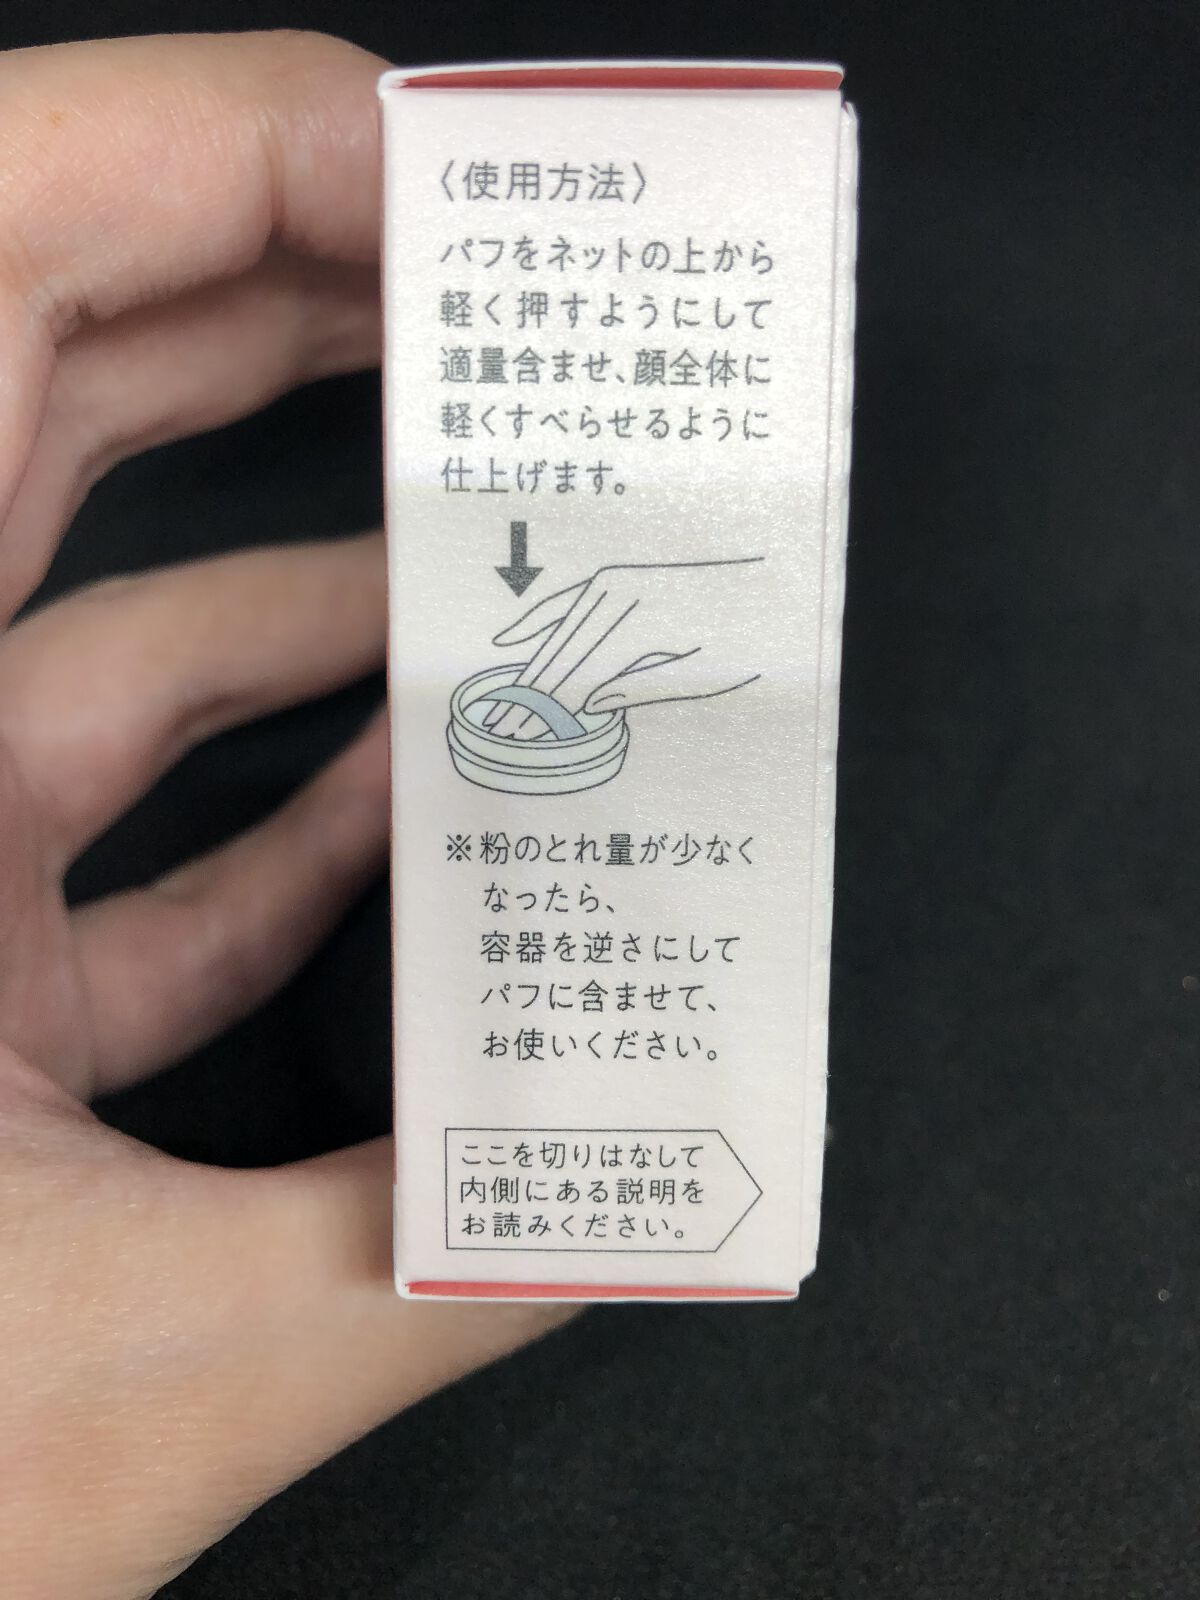 〈使用方法〉
パフをネットの上から
軽く押すようにして
適量含ませ、顔全体に
軽くすべらせるように
仕上げます。
※粉のとれ量が少なく
なったら、
容器を逆さにして
パフに含ませて、
お使いください。
ここを切りはなして
内側にある説明を
お読みください。